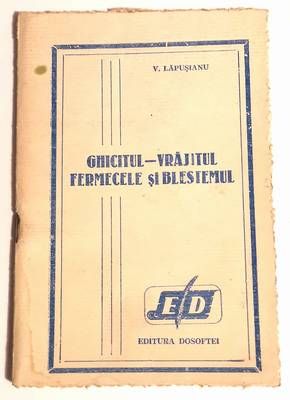 V. LĂPUȘIANU
GHICITUL—VRĂJITUL
FERMECELE ȘI BLESTEMUL
ED
EDITURA DOSOFTEI